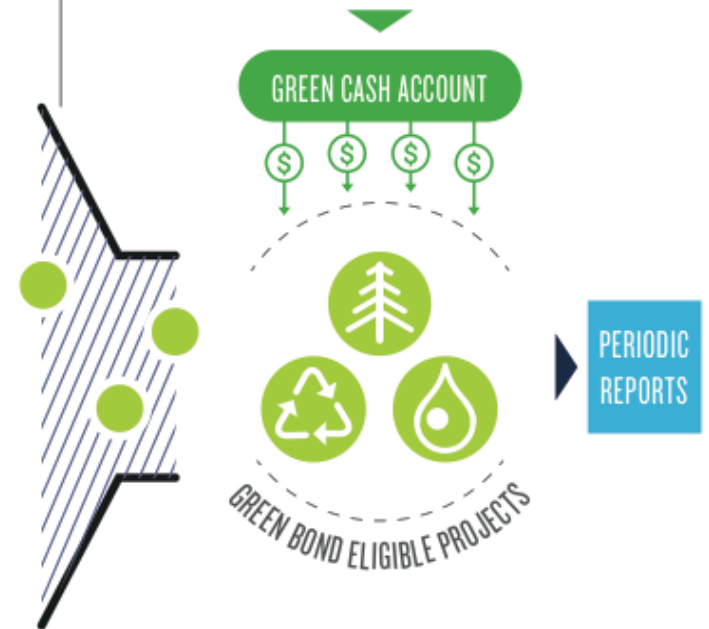 GREEN CASH ACCOUNT
$ $ $ $
PERIODIC
REPORTS
GREEN BOND ELIGIBLE PROJECTS